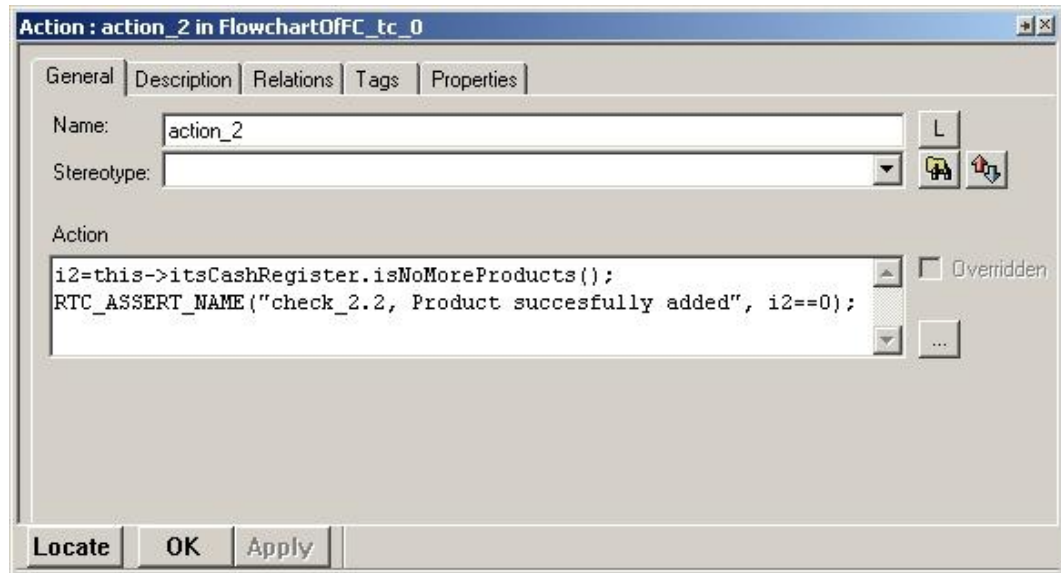 Action : action_2 in FlowchartOfFC_tc_0
General Description Relations Tags Properties
Name: action_2 L
Stereotype:
Action
i2=this->itsCashRegister.isNoMoreProducts(); Overridden
RTC_ASSERT_NAME("check_2.2, Product succesfully added", i2==0);
...
Locate OK Apply